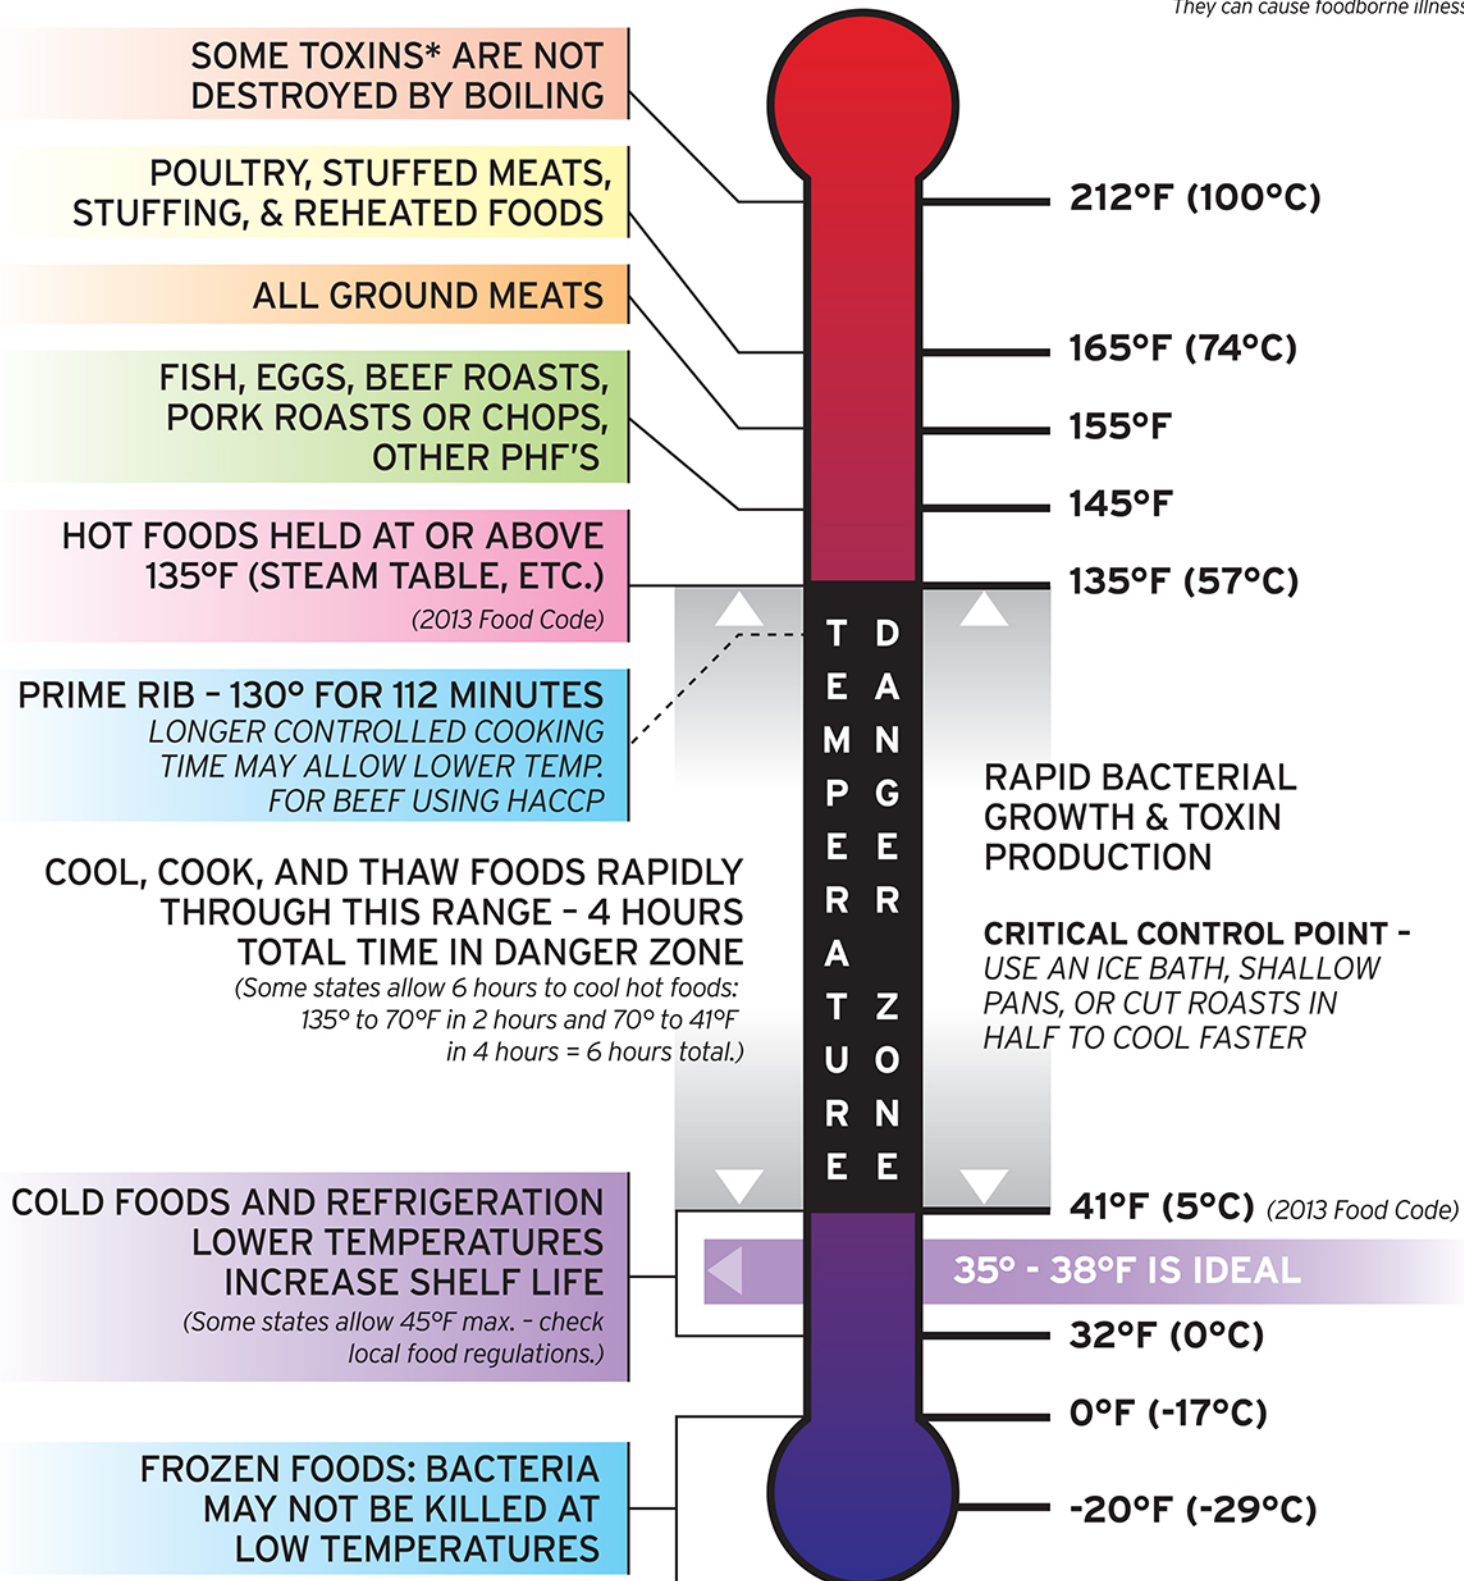 They can cause foodborne illness
SOME TOXINS* ARE NOT
DESTROYED BY BOILING
212°F (100°C)
POULTRY, STUFFED MEATS,
STUFFING, & REHEATED FOODS
165°F (74°C)
ALL GROUND MEATS
155°F
FISH, EGGS, BEEF ROASTS,
PORK ROASTS OR CHOPS,
OTHER PHF'S
145°F
HOT FOODS HELD AT OR ABOVE
135°F (STEAM TABLE, ETC.)
(2013 Food Code)
135°F (57°C)
TEMPERATURE
DANGER ZONE
PRIME RIB – 130° FOR 112 MINUTES
LONGER CONTROLLED COOKING
TIME MAY ALLOW LOWER TEMP.
FOR BEEF USING HACCP
RAPID BACTERIAL
GROWTH & TOXIN
PRODUCTION
COOL, COOK, AND THAW FOODS RAPIDLY
THROUGH THIS RANGE – 4 HOURS
TOTAL TIME IN DANGER ZONE
(Some states allow 6 hours to cool hot foods:
135° to 70°F in 2 hours and 70° to 41°F
in 4 hours = 6 hours total.)
CRITICAL CONTROL POINT –
USE AN ICE BATH, SHALLOW
PANS, OR CUT ROASTS IN
HALF TO COOL FASTER
COLD FOODS AND REFRIGERATION
LOWER TEMPERATURES
INCREASE SHELF LIFE
(Some states allow 45°F max. – check
local food regulations.)
41°F (5°C) (2013 Food Code)
35° - 38°F IS IDEAL
32°F (0°C)
0°F (-17°C)
FROZEN FOODS: BACTERIA
MAY NOT BE KILLED AT
LOW TEMPERATURES
-20°F (-29°C)